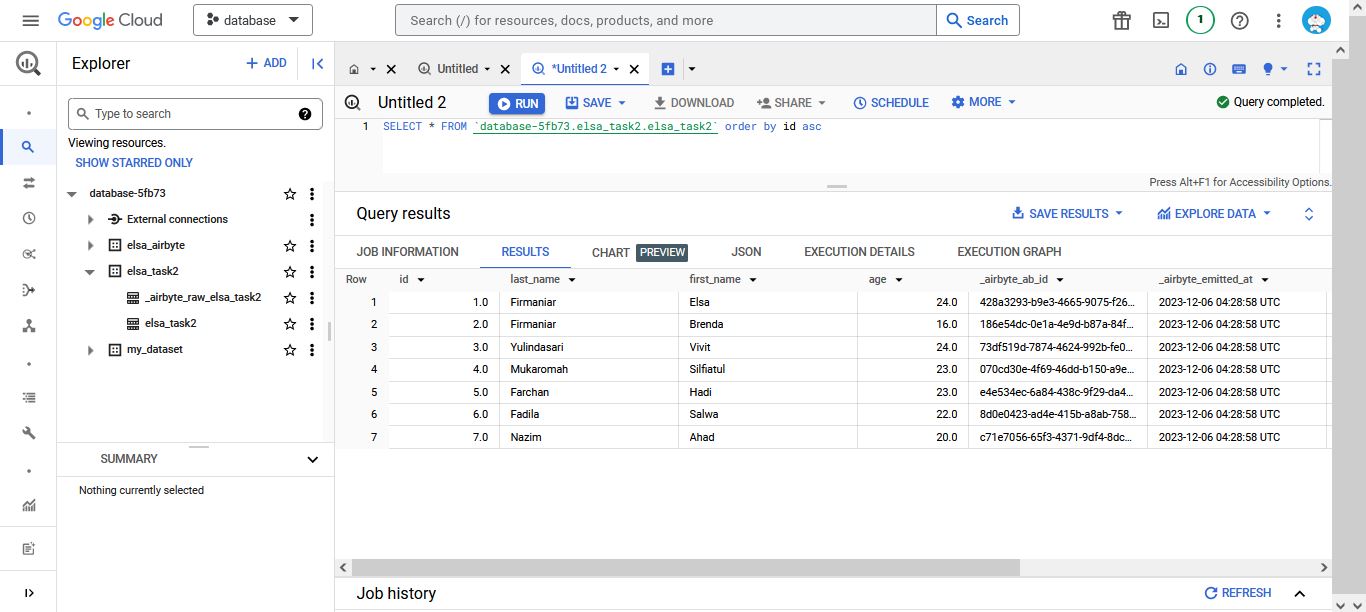 Google Cloud
database
Search (/) for resources, docs, products, and more
Search
1
Explorer
+ ADD
Untitled
*Untitled 2
Type to search
Viewing resources.
SHOW STARRED ONLY
database-5fb73
External connections
elsa_airbyte
elsa_task2
_airbyte_raw_elsa_task2
elsa_task2
my_dataset
SUMMARY
Nothing currently selected
Untitled 2
RUN
SAVE
DOWNLOAD
SHARE
SCHEDULE
MORE
Query completed.
1 SELECT * FROM `database-5fb73.elsa_task2.elsa_task2` order by id asc
Press Alt+F1 for Accessibility Options.
Query results
SAVE RESULTS
EXPLORE DATA
JOB INFORMATION RESULTS CHART PREVIEW JSON EXECUTION DETAILS EXECUTION GRAPH
Row id last_name first_name age _airbyte_ab_id _airbyte_emitted_at
1 1.0 Firmaniar Elsa 24.0 428a3293-b9e3-4665-9075-f26... 2023-12-06 04:28:58 UTC
2 2.0 Firmaniar Brenda 16.0 186e54dc-0e1a-4e9d-b87a-84f... 2023-12-06 04:28:58 UTC
3 3.0 Yulindasari Vivit 24.0 73df519d-7874-4624-992b-fe0... 2023-12-06 04:28:58 UTC
4 4.0 Mukaromah Silfiatul 23.0 070cd30e-4f69-46dd-b150-a9e... 2023-12-06 04:28:58 UTC
5 5.0 Farchan Hadi 23.0 e4e534ec-6a84-438c-9f29-da4... 2023-12-06 04:28:58 UTC
6 6.0 Fadila Salwa 22.0 8d0e0423-ad4e-415b-a8ab-758... 2023-12-06 04:28:58 UTC
7 7.0 Nazim Ahad 20.0 c71e7056-65f3-4371-9df4-8dc... 2023-12-06 04:28:58 UTC
Job history
REFRESH